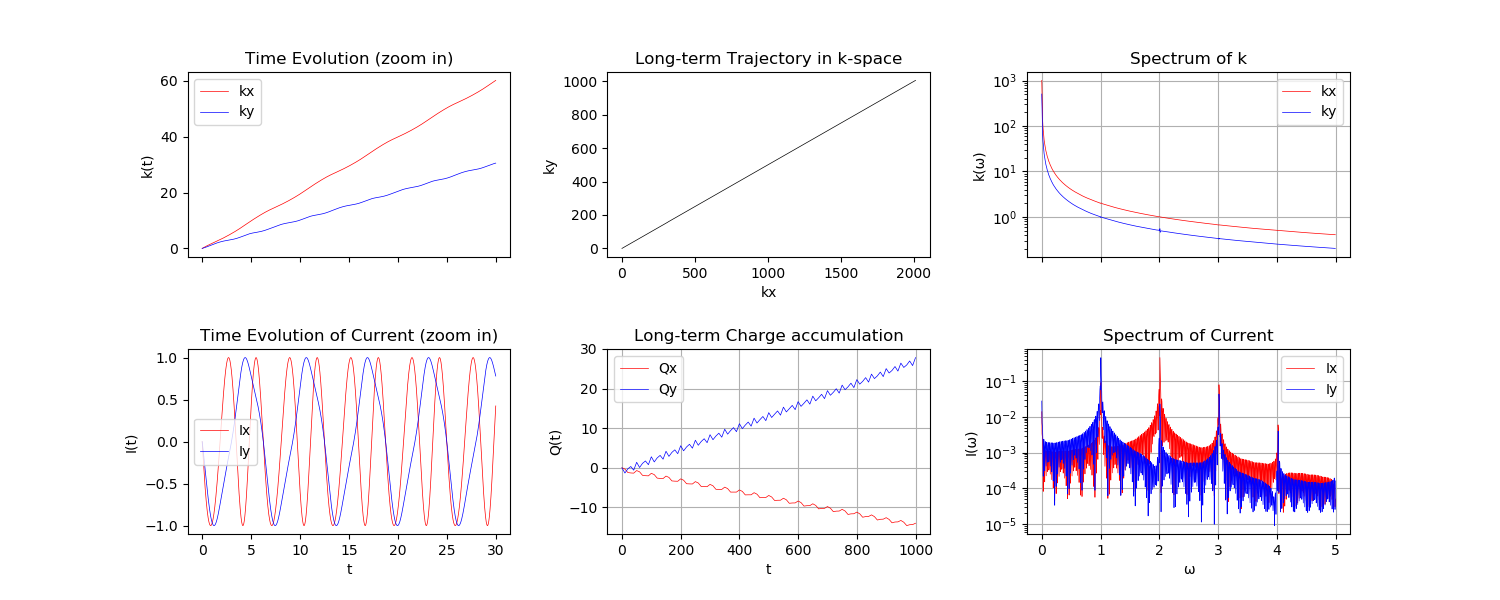 Time Evolution (zoom in)
60
40
20
0
k(t)
kx
ky
Long-term Trajectory in k-space
1000
800
600
400
200
0
ky
0 500 1000 1500 2000
kx
Spectrum of k
10³
10²
10¹
10⁰
k(ω)
kx
ky
Time Evolution of Current (zoom in)
1.0
0.5
0.0
−0.5
−1.0
I(t)
Ix
Iy
0 5 10 15 20 25 30
t
Long-term Charge accumulation
30
20
10
0
−10
Q(t)
Qx
Qy
0 200 400 600 800 1000
t
Spectrum of Current
10⁻¹
10⁻²
10⁻³
10⁻⁴
10⁻⁵
I(ω)
Ix
Iy
0 1 2 3 4 5
ω